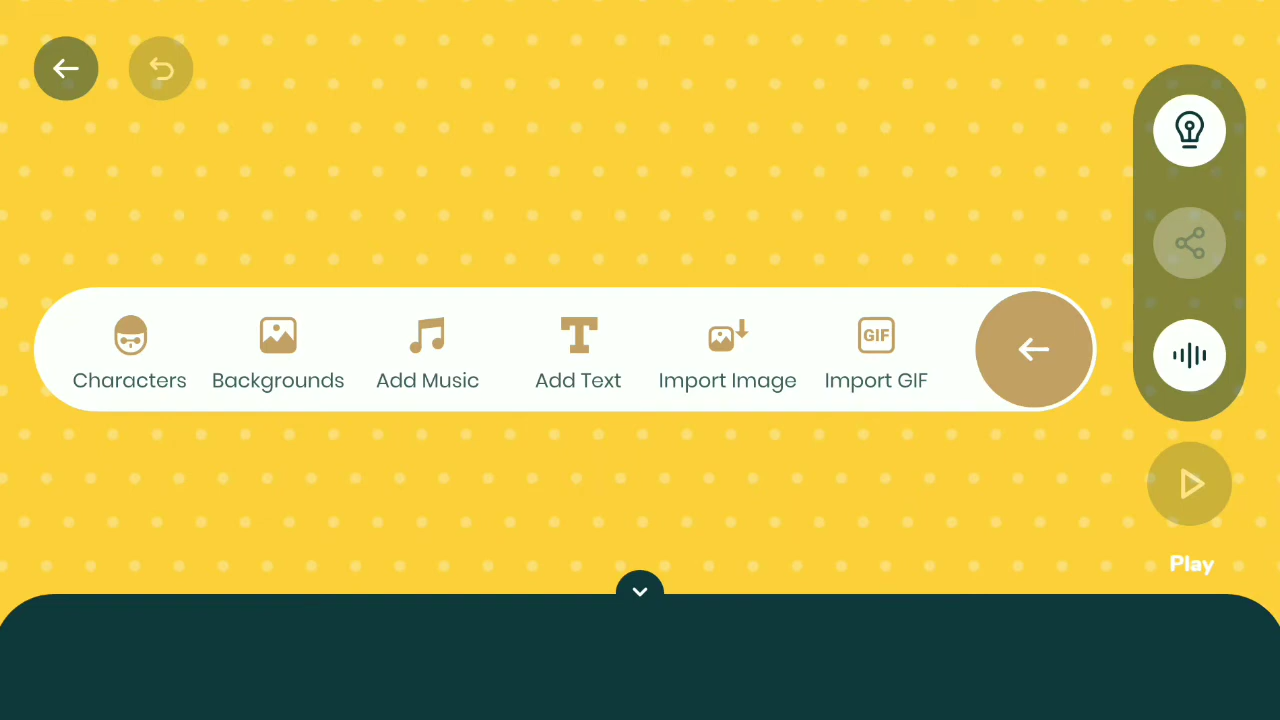 Characters
Backgrounds
Add Music
Add Text
Import Image
GIF
Import GIF
Play